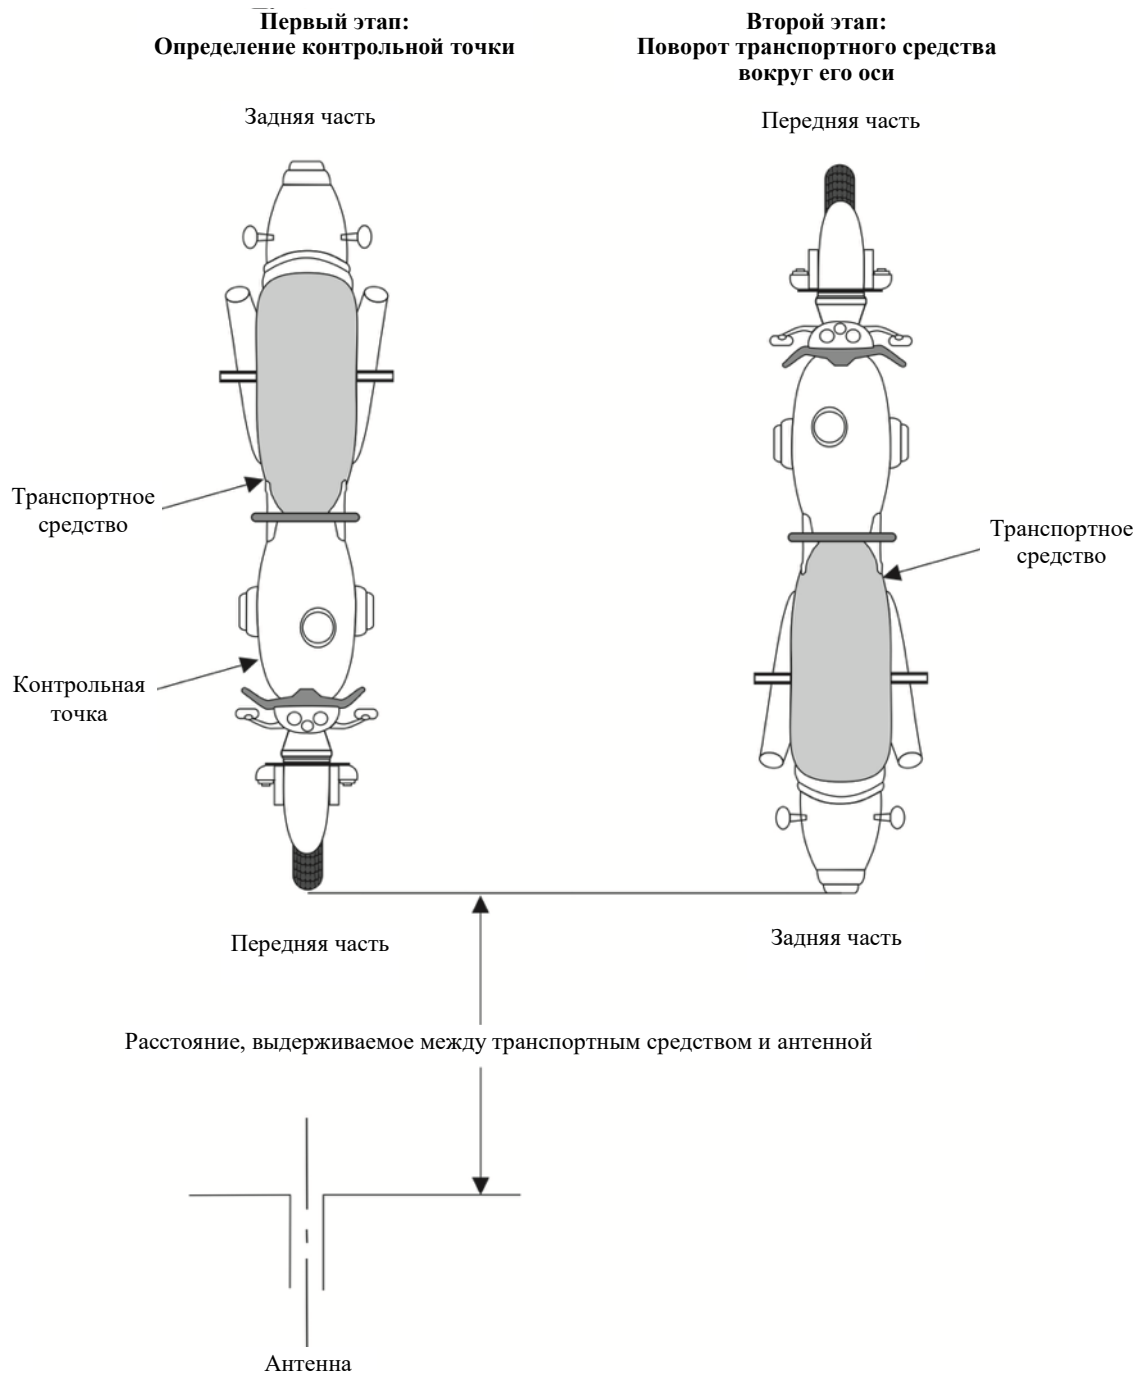 Первый этап:
Определение контрольной точки
Второй этап:
Поворот транспортного средства
вокруг его оси
Задняя часть
Передняя часть
Транспортное
средство
Транспортное
средство
Контрольная
точка
Передняя часть
Задняя часть
Расстояние, выдерживаемое между транспортным средством и антенной
Антенна